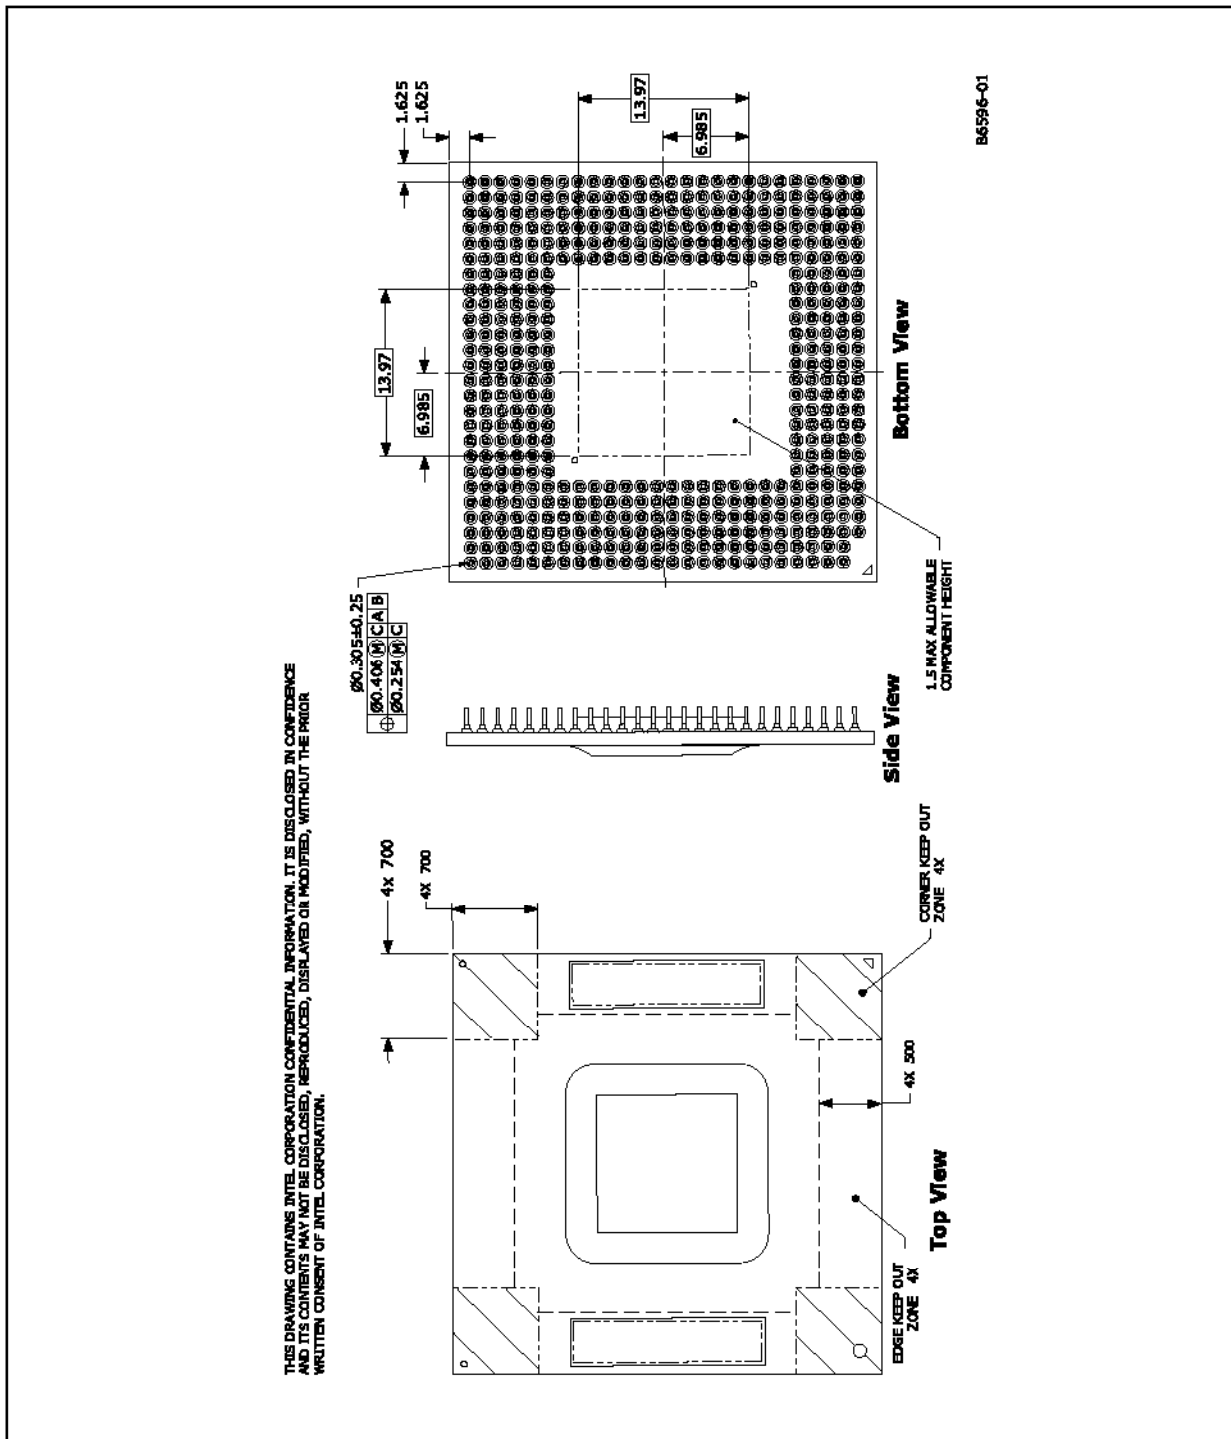 THIS DRAWING CONTAINS INTEL CORPORATION CONFIDENTIAL INFORMATION. IT IS DISCLOSED IN CONFIDENCE
AND ITS CONTENTS MAY NOT BE DISCLOSED, REPRODUCED, DISPLAYED OR MODIFIED, WITHOUT THE PRIOR
WRITTEN CONSENT OF INTEL CORPORATION.
4X 700
4X 700
EDGE KEEP OUT
ZONE 4X
4X 500
CORNER KEEP OUT
ZONE 4X
Top View
Side View
Ø0.305±0.25
Ø0.406 Ⓜ C A B
Ø0.254 Ⓜ C
13.97
6.985
1.625
1.625
13.97
6.985
1.5 MAX ALLOWABLE
COMPONENT HEIGHT
Bottom View
B6596-01